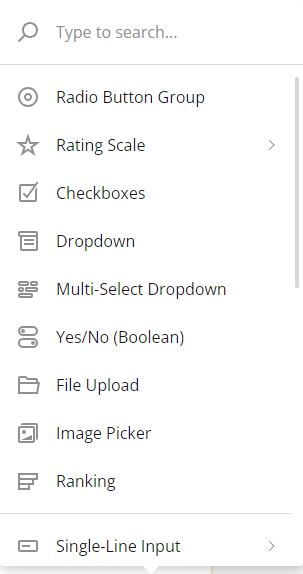 Type to search...
Radio Button Group
Rating Scale
Checkboxes
Dropdown
Multi-Select Dropdown
Yes/No (Boolean)
File Upload
Image Picker
Ranking
Single-Line Input